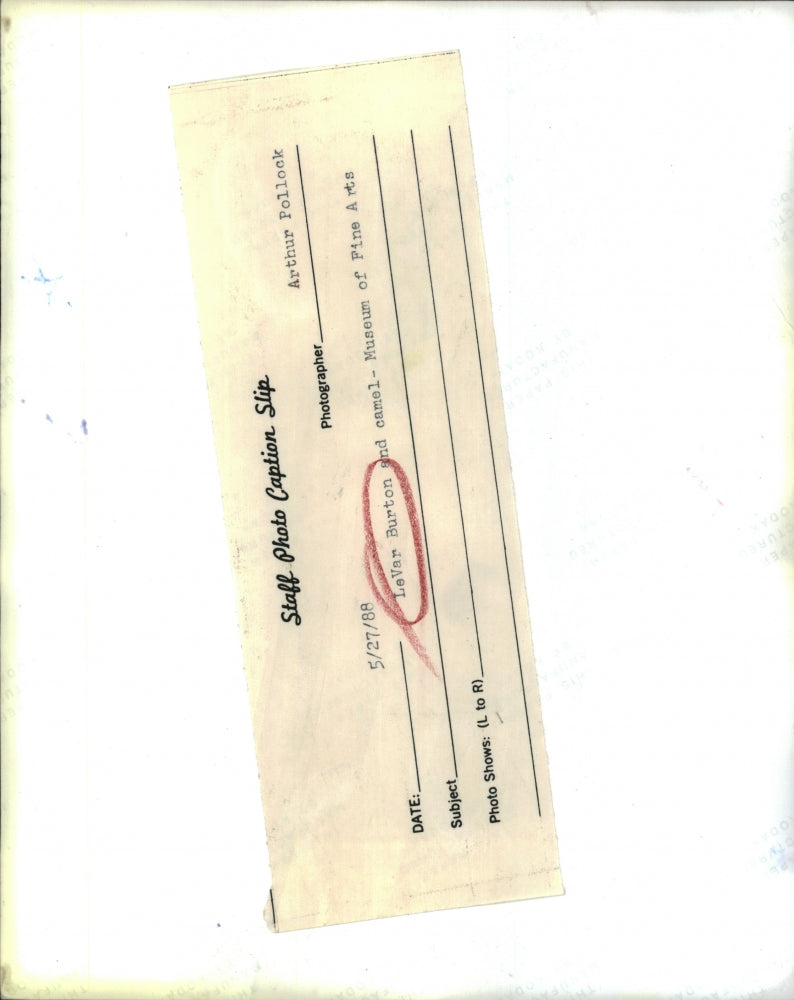 Staff Photo Caption Slip
Arthur Pollock
Photographer
5/27/88
DATE:
LeVar Burton and camel- Museum of Fine Arts
Subject
Photo Shows: (L to R)